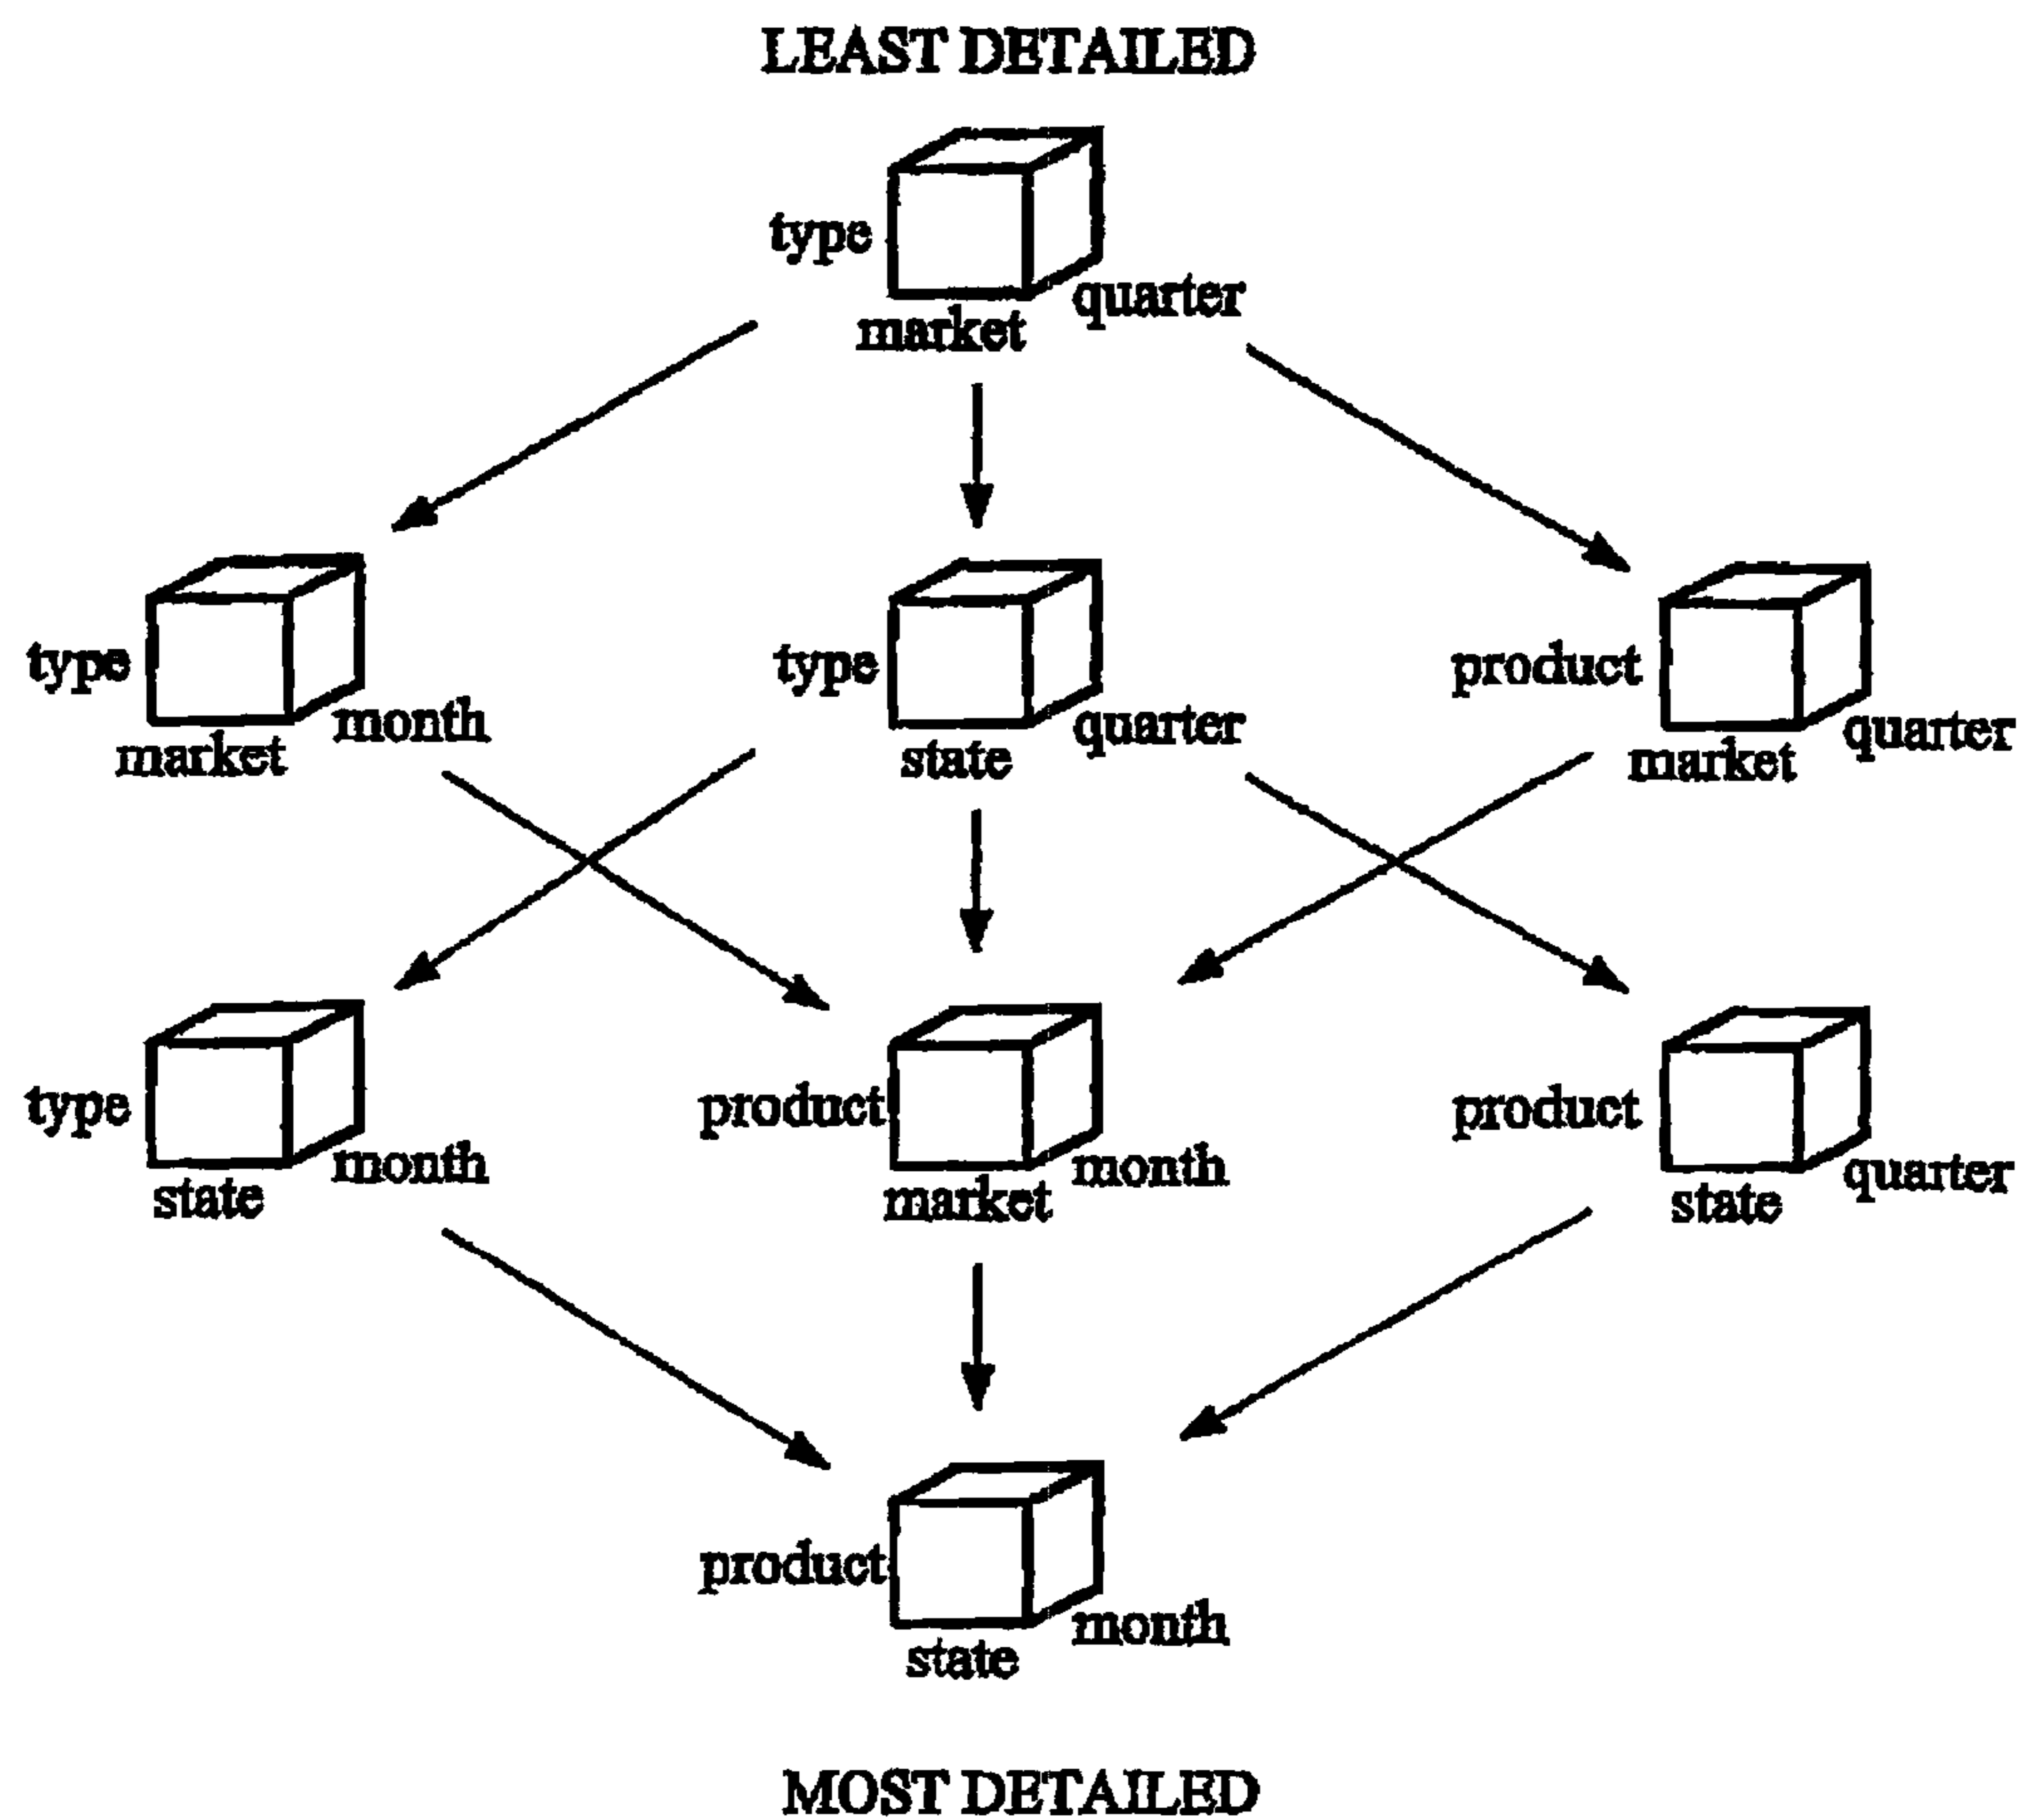 LEAST DETAILED
type
quarter
market
type
month
market
type
quarter
state
product
quarter
market
type
month
state
product
month
market
product
quarter
state
product
month
state
MOST DETAILED